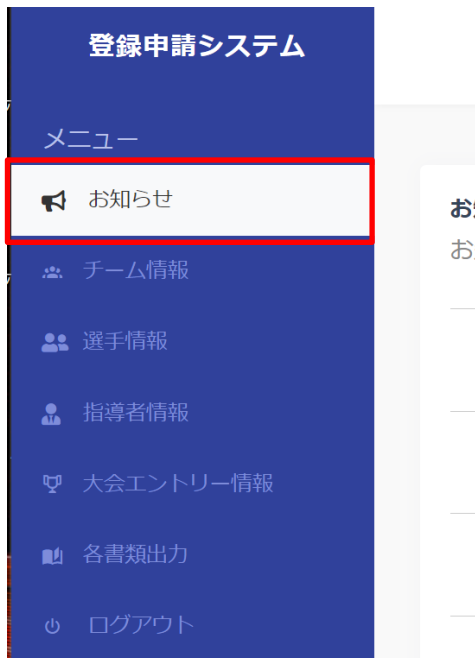 登録申請システム
メニュー
お知らせ
チーム情報
選手情報
指導者情報
大会エントリー情報
各書類出力
ログアウト